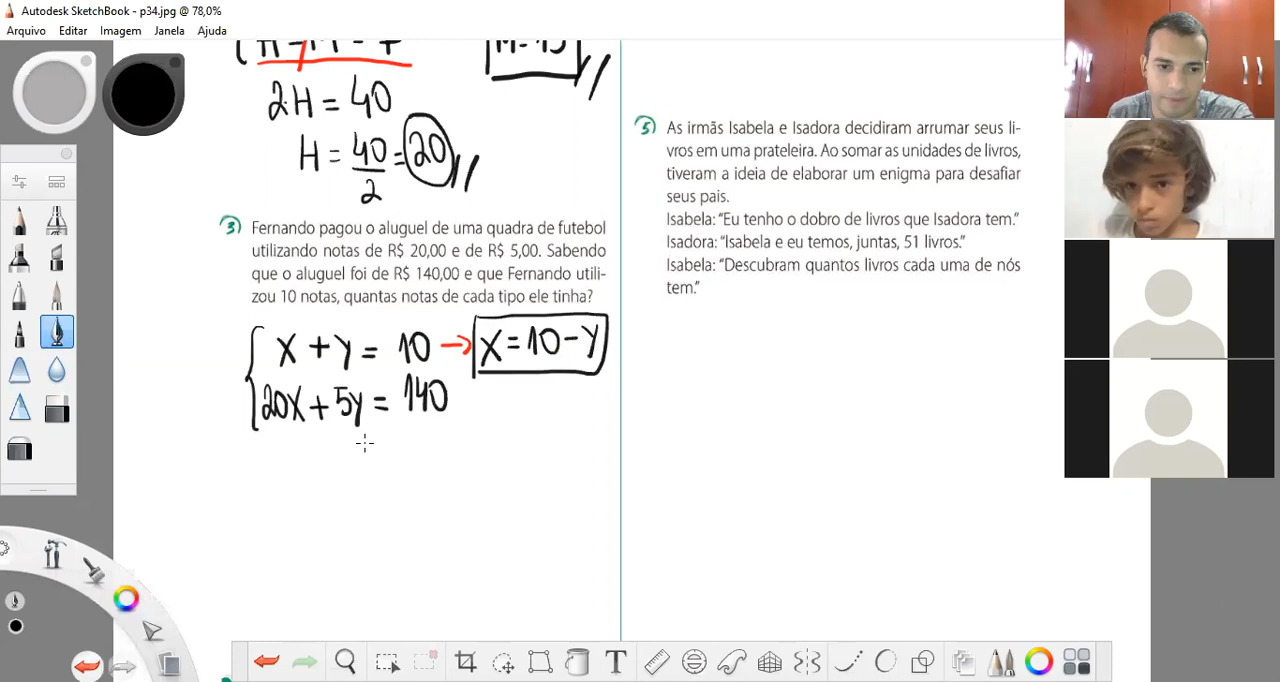 Autodesk SketchBook - p34.jpg @ 78,0%
Arquivo Editar Imagem Janela Ajuda
H - M = 7
M = 13
2·H = 40
H = 40/2 = 20
3 Fernando pagou o aluguel de uma quadra de futebol
utilizando notas de R$ 20,00 e de R$ 5,00. Sabendo
que o aluguel foi de R$ 140,00 e que Fernando utili-
zou 10 notas, quantas notas de cada tipo ele tinha?
x + y = 10 → x = 10 - y
20x + 5y = 140
5 As irmãs Isabela e Isadora decidiram arrumar seus li-
vros em uma prateleira. Ao somar as unidades de livros,
tiveram a ideia de elaborar um enigma para desafiar
seus pais.
Isabela: “Eu tenho o dobro de livros que Isadora tem.”
Isadora: “Isabela e eu temos, juntas, 51 livros.”
Isabela: “Descubram quantos livros cada uma de nós
tem.”